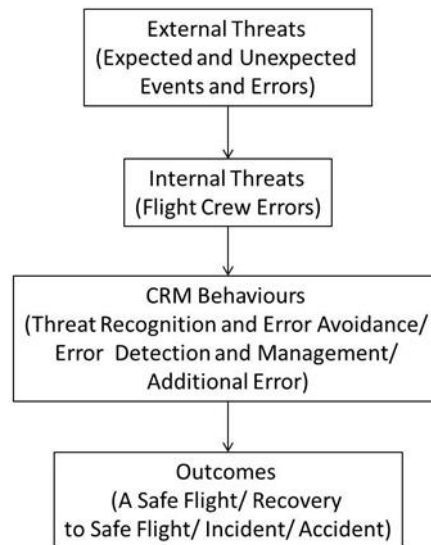 External Threats
(Expected and Unexpected
Events and Errors)
Internal Threats
(Flight Crew Errors)
CRM Behaviours
(Threat Recognition and Error Avoidance/
Error Detection and Management/
Additional Error)
Outcomes
(A Safe Flight/ Recovery
to Safe Flight/ Incident/ Accident)